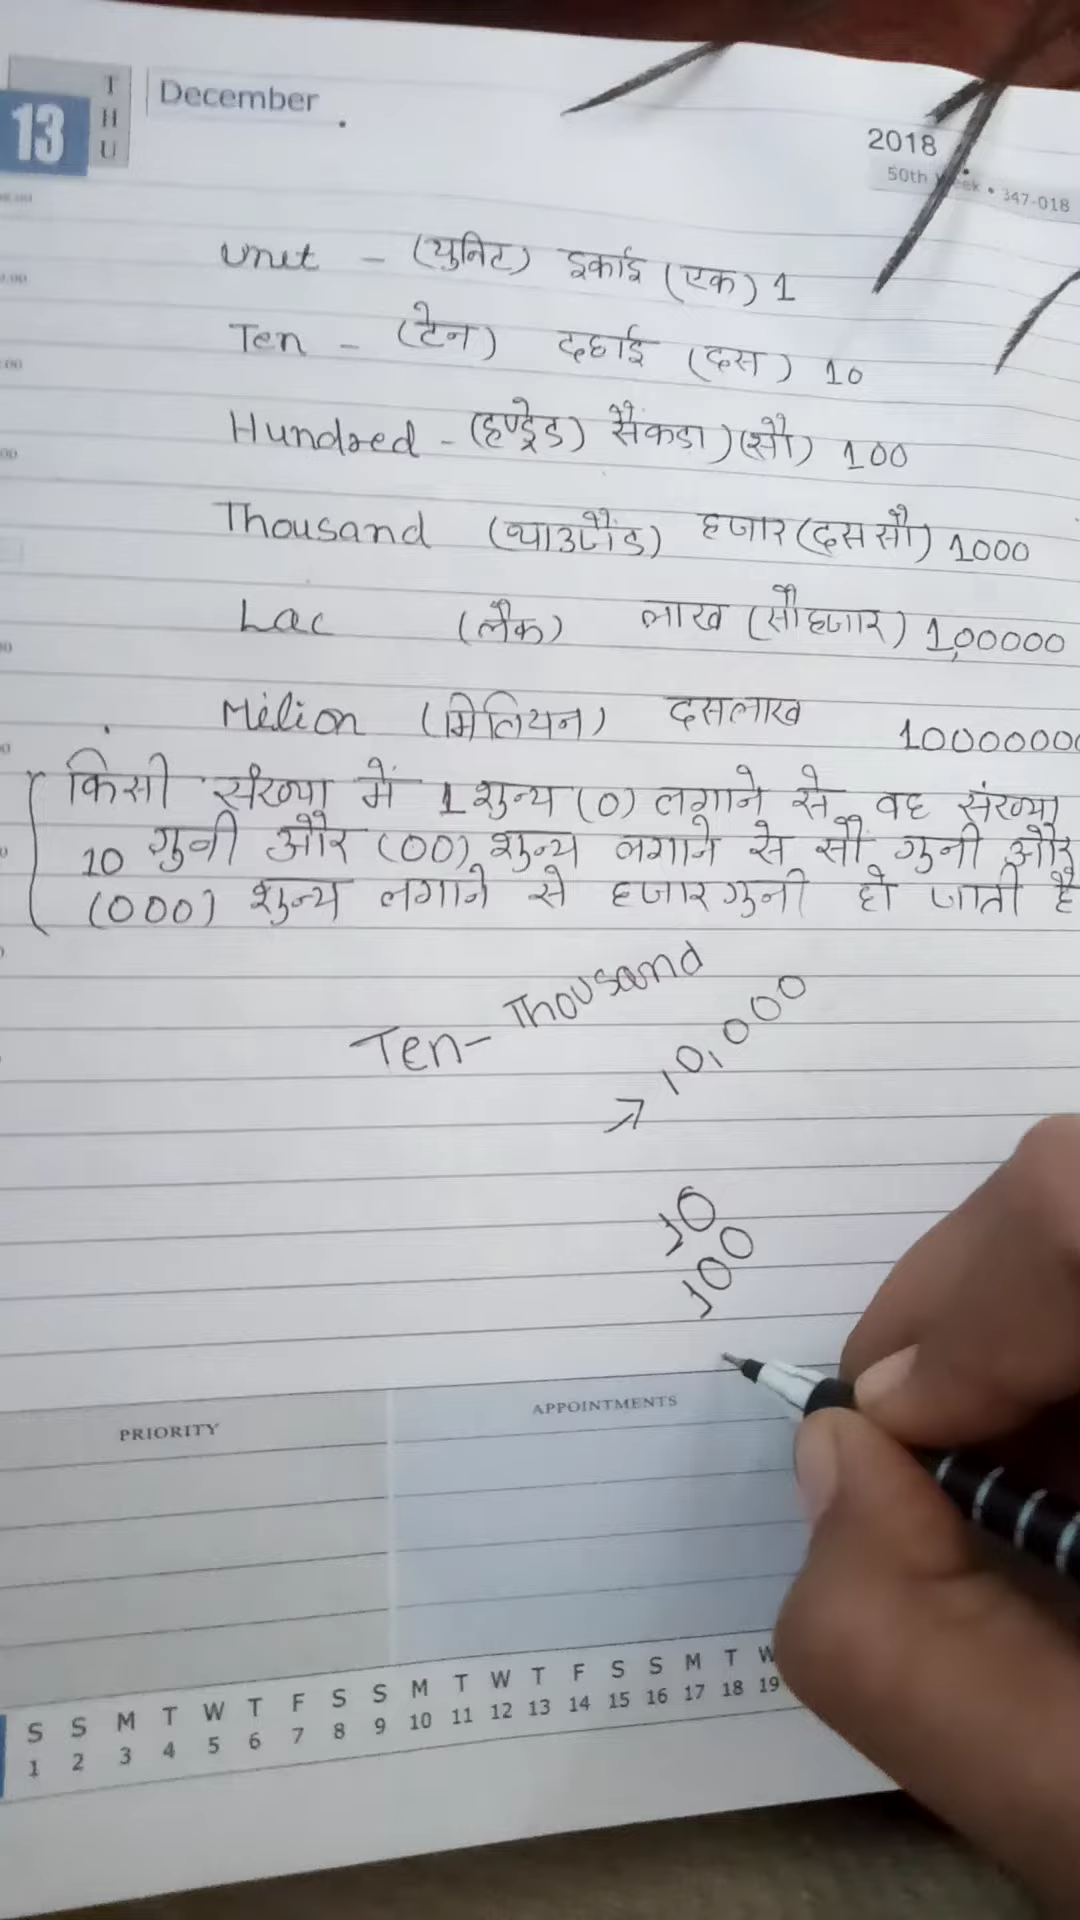 13
THU
December
2018
50th Week • 347-018
Unit - (युनिट) इकाई (एक) 1
Ten - (टेन) दहाई (दस) 10
Hundred - (हण्ड्रेड) सैंकडा) (सौ) 100
Thousand (थाउजैंड) हजार (दस सौ) 1000
Lac (लैक) लाख (सौ हजार) 1,00000
Milion (मिलियन) दसलाख 1000000
किसी संख्या में 1 शुन्य (0) लगाने से वह संख्या
10 गुनी और (00) शुन्य लगाने से सौ गुनी और
(000) शुन्य लगाने से हजार गुनी हो जाती है
Ten- Thousand
→ 10,000
10
100
PRIORITY
APPOINTMENTS
S S M T W T F S S M T W T F S S M T W
1 2 3 4 5 6 7 8 9 10 11 12 13 14 15 16 17 18 19